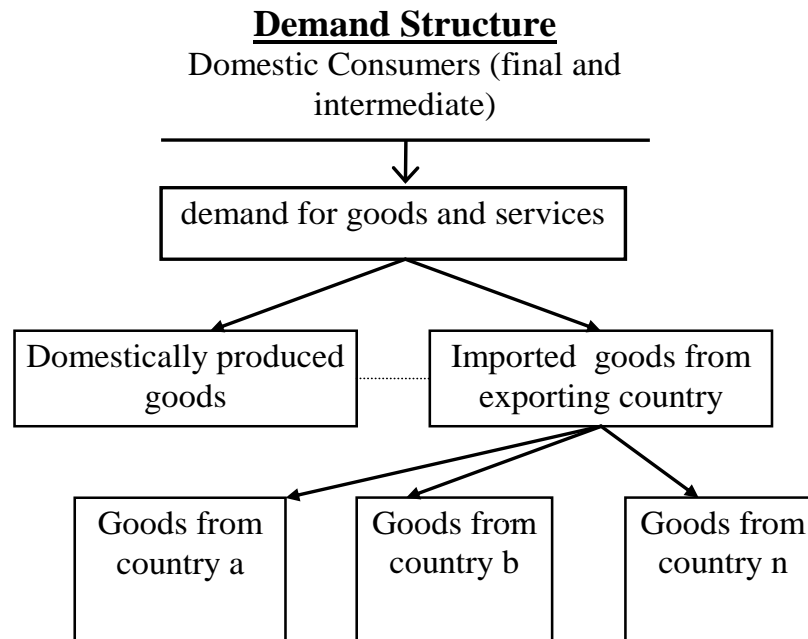 Demand Structure
Domestic Consumers (final and
intermediate)
demand for goods and services
Domestically produced
goods
Imported goods from
exporting country
Goods from
country a
Goods from
country b
Goods from
country n